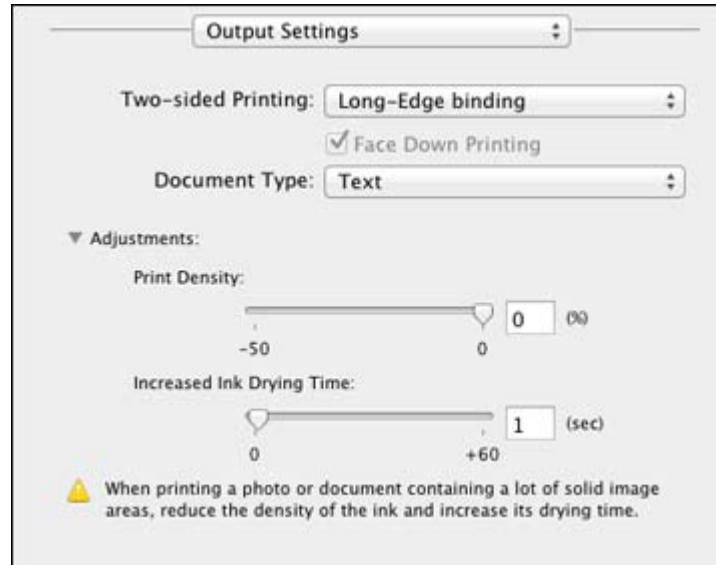 Output Settings
Two-sided Printing: Long-Edge binding
Face Down Printing
Document Type: Text
Adjustments:
Print Density:
0 (%)
-50 0
Increased Ink Drying Time:
1 (sec)
0 +60
When printing a photo or document containing a lot of solid image
areas, reduce the density of the ink and increase its drying time.